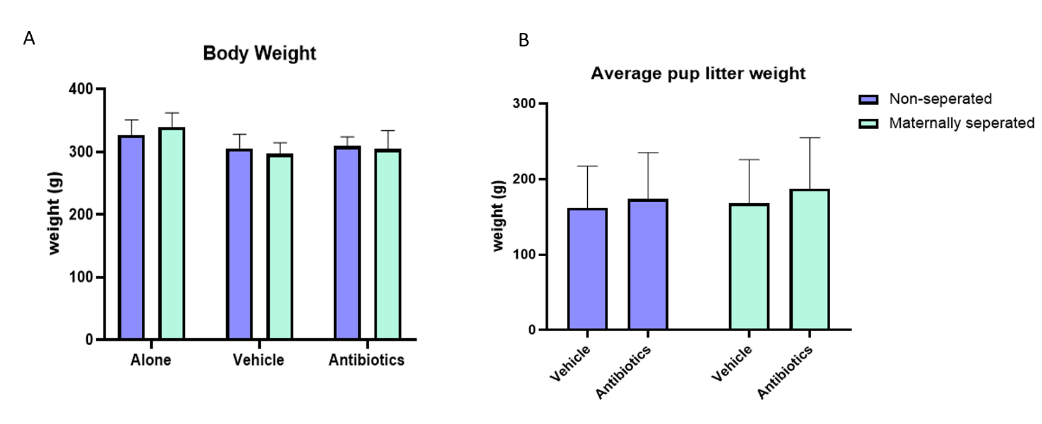 A
Body Weight
weight (g)
400
300
200
100
0
Alone
Vehicle
Antibiotics
B
Average pup litter weight
weight (g)
300
200
100
0
Vehicle
Antibiotics
Vehicle
Antibiotics
Non-seperated
Maternally seperated